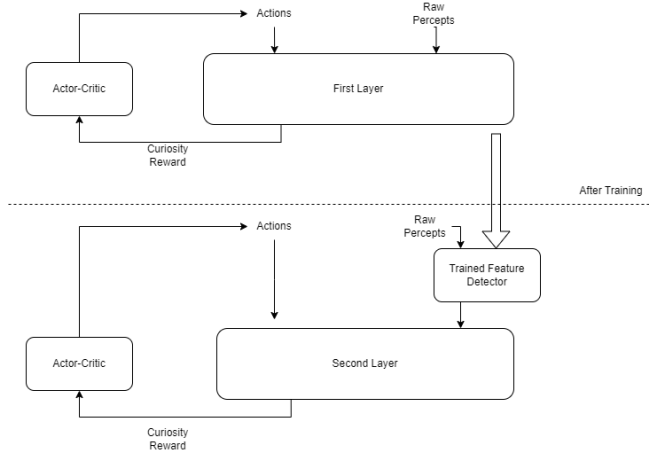 Actions
Raw
Percepts
Actor-Critic
First Layer
Curiosity
Reward
After Training
Actions
Raw
Percepts
Trained Feature
Detector
Actor-Critic
Second Layer
Curiosity
Reward